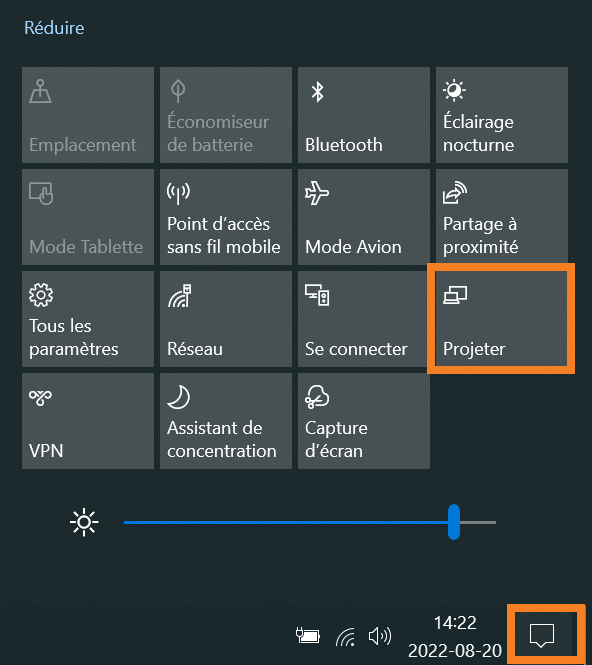 Réduire
Emplacement
Économiseur
de batterie
Bluetooth
Éclairage
nocturne
Mode Tablette
Point d’accès
sans fil mobile
Mode Avion
Partage à
proximité
Tous les
paramètres
Réseau
Se connecter
Projeter
VPN
Assistant de
concentration
Capture
d’écran
14:22
2022-08-20